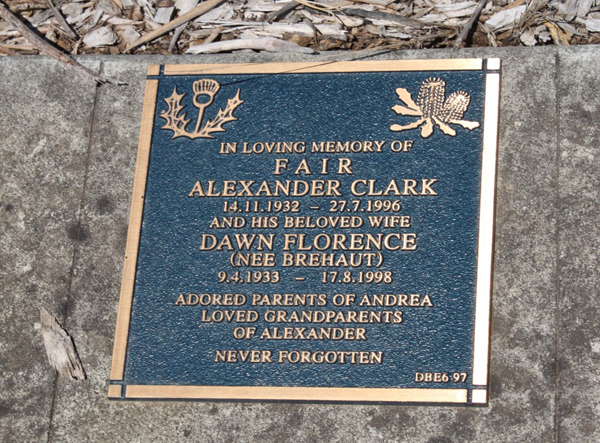 IN LOVING MEMORY OF
FAIR
ALEXANDER CLARK
14.11.1932 – 27.7.1996
AND HIS BELOVED WIFE
DAWN FLORENCE
(NEE BREHAUT)
9.4.1933 – 17.8.1998
ADORED PARENTS OF ANDREA
LOVED GRANDPARENTS
OF ALEXANDER
NEVER FORGOTTEN
DBE6 97